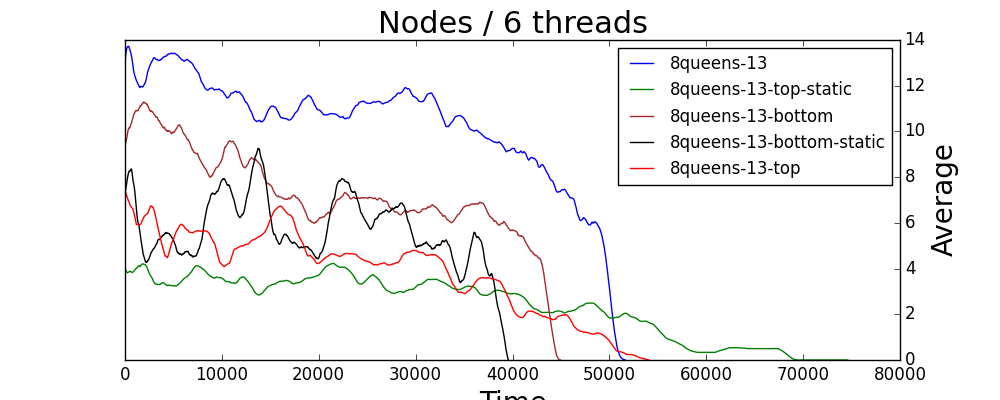 Nodes / 6 threads
8queens-13
8queens-13-top-static
8queens-13-bottom
8queens-13-bottom-static
8queens-13-top
14
12
10
8
6
4
2
0
Average
0 10000 20000 30000 40000 50000 60000 70000 80000
Time